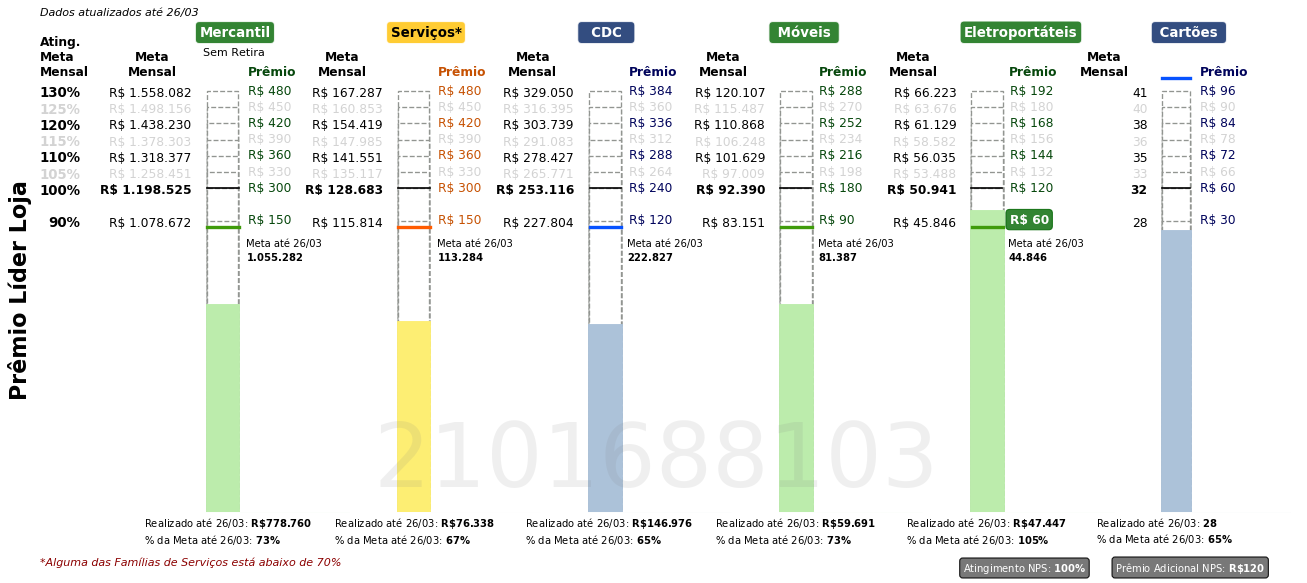 Dados atualizados até 26/03
Mercantil Serviços* CDC Móveis Eletroportáteis Cartões
Sem Retira
Ating. Meta Mensal Meta Mensal Prêmio Meta Mensal Prêmio Meta Mensal Prêmio Meta Mensal Prêmio Meta Mensal Prêmio Meta Mensal Prêmio
130% R$ 1.558.082 R$ 480 R$ 167.287 R$ 480 R$ 329.050 R$ 384 R$ 120.107 R$ 288 R$ 66.223 R$ 192 41 R$ 96
125% R$ 1.498.156 R$ 450 R$ 160.853 R$ 450 R$ 316.395 R$ 360 R$ 115.487 R$ 270 R$ 63.676 R$ 180 40 R$ 90
120% R$ 1.438.230 R$ 420 R$ 154.419 R$ 420 R$ 303.739 R$ 336 R$ 110.868 R$ 252 R$ 61.129 R$ 168 38 R$ 84
115% R$ 1.378.303 R$ 390 R$ 147.985 R$ 390 R$ 291.083 R$ 312 R$ 106.248 R$ 234 R$ 58.582 R$ 156 36 R$ 78
110% R$ 1.318.377 R$ 360 R$ 141.551 R$ 360 R$ 278.427 R$ 288 R$ 101.629 R$ 216 R$ 56.035 R$ 144 35 R$ 72
105% R$ 1.258.451 R$ 330 R$ 135.117 R$ 330 R$ 265.771 R$ 264 R$ 97.009 R$ 198 R$ 53.488 R$ 132 33 R$ 66
100% R$ 1.198.525 R$ 300 R$ 128.683 R$ 300 R$ 253.116 R$ 240 R$ 92.390 R$ 180 R$ 50.941 R$ 120 32 R$ 60
90% R$ 1.078.672 R$ 150 R$ 115.814 R$ 150 R$ 227.804 R$ 120 R$ 83.151 R$ 90 R$ 45.846 R$ 60 28 R$ 30
Meta até 26/03 Meta até 26/03 Meta até 26/03 Meta até 26/03 Meta até 26/03
1.055.282 113.284 222.827 81.387 44.846
Prêmio Líder Loja
2101688103
Realizado até 26/03: R$778.760 Realizado até 26/03: R$76.338 Realizado até 26/03: R$146.976 Realizado até 26/03: R$59.691 Realizado até 26/03: R$47.447 Realizado até 26/03: 28
% da Meta até 26/03: 73% % da Meta até 26/03: 67% % da Meta até 26/03: 65% % da Meta até 26/03: 73% % da Meta até 26/03: 105% % da Meta até 26/03: 65%
*Alguma das Famílias de Serviços está abaixo de 70%
Atingimento NPS: 100% Prêmio Adicional NPS: R$120